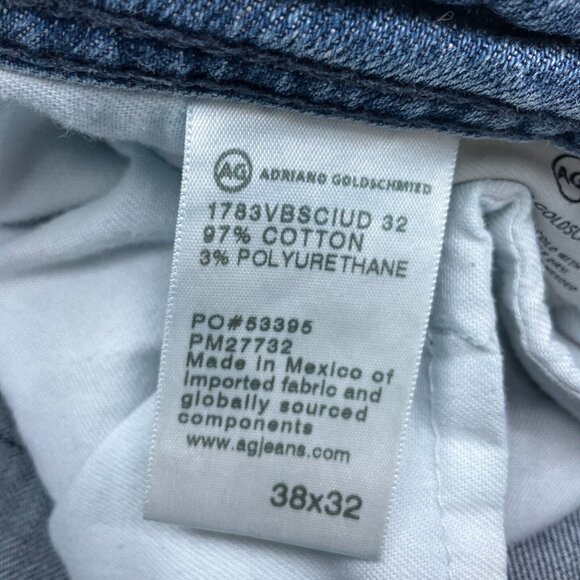 AG ADRIANO GOLDSCHMIED
1783VBSCIUD 32
97% COTTON
3% POLYURETHANE
PO#53395
PM27732
Made in Mexico of
imported fabric and
globally sourced
components
www.agjeans.com
38x32
AG